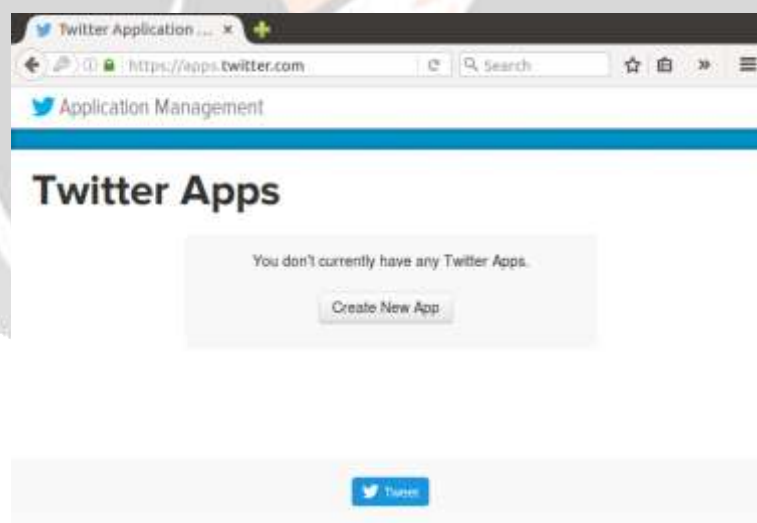 Twitter Application ... ×
https://apps.twitter.com
Search
Application Management
Twitter Apps
You don't currently have any Twitter Apps.
Create New App
Tweet